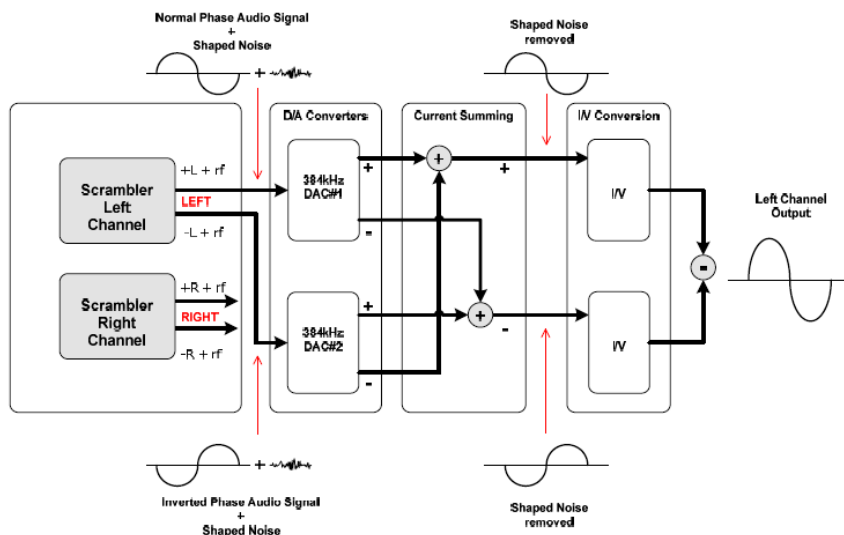 Normal Phase Audio Signal
+
Shaped Noise
+
Shaped Noise
removed
D/A Converters
Current Summing
I/V Conversion
Scrambler
Left
Channel
+L + rf
LEFT
-L + rf
384kHz
DAC#1
+
-
+
+
I/V
Left Channel
Output
-
Scrambler
Right
Channel
+R + rf
RIGHT
-R + rf
384kHz
DAC#2
+
-
+
-
I/V
+
Inverted Phase Audio Signal
+
Shaped Noise
Shaped Noise
removed